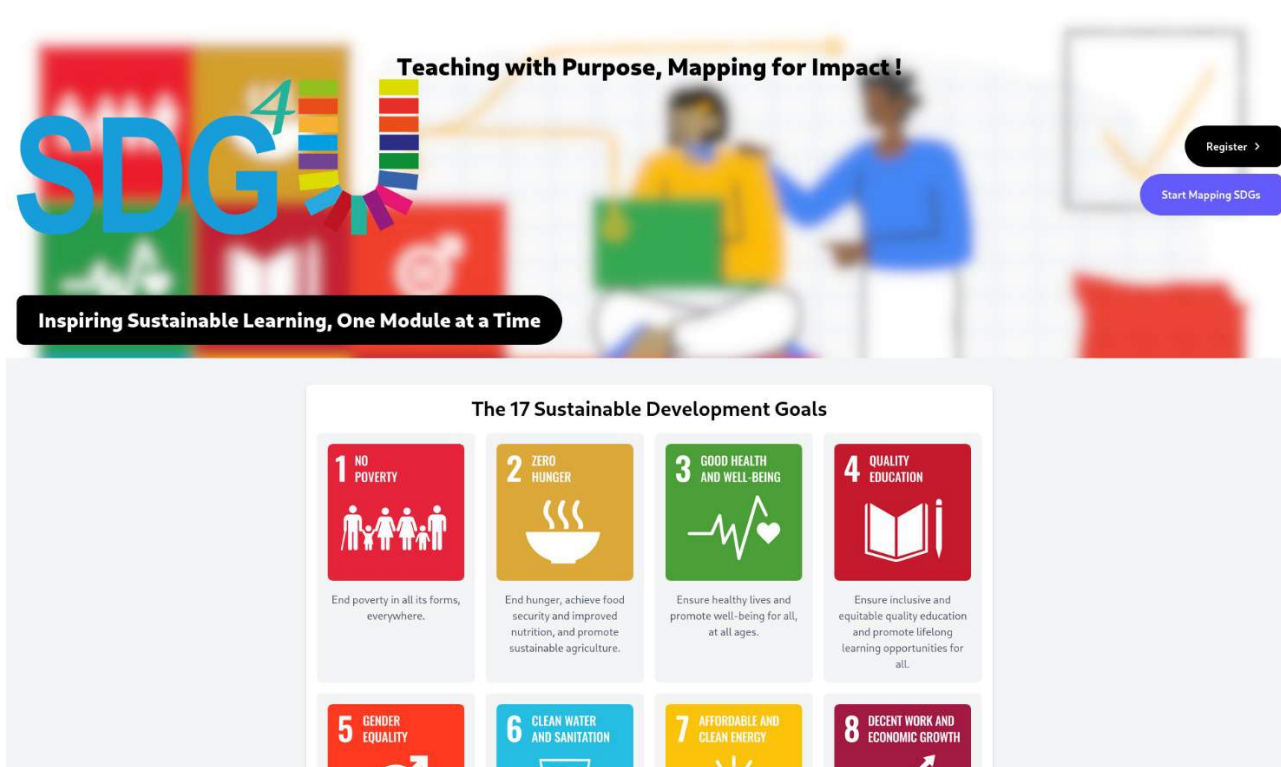 Teaching with Purpose, Mapping for Impact !
SDG4U
Register >
Start Mapping SDGs
Inspiring Sustainable Learning, One Module at a Time
The 17 Sustainable Development Goals
1 NO
POVERTY
End poverty in all its forms,
everywhere.
2 ZERO
HUNGER
End hunger, achieve food
security and improved
nutrition, and promote
sustainable agriculture.
3 GOOD HEALTH
AND WELL-BEING
Ensure healthy lives and
promote well-being for all,
at all ages.
4 QUALITY
EDUCATION
Ensure inclusive and
equitable quality education
and promote lifelong
learning opportunities for
all.
5 GENDER
EQUALITY
6 CLEAN WATER
AND SANITATION
7 AFFORDABLE AND
CLEAN ENERGY
8 DECENT WORK AND
ECONOMIC GROWTH